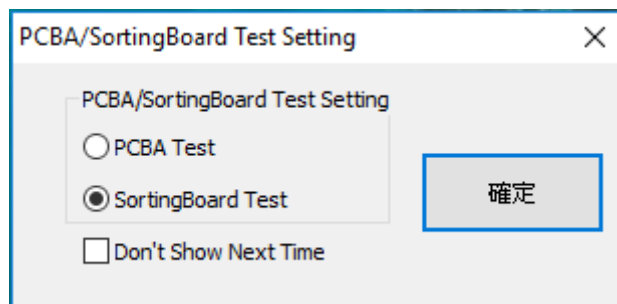 PCBA/SortingBoard Test Setting
PCBA/SortingBoard Test Setting
PCBA Test
SortingBoard Test
確定
Don't Show Next Time